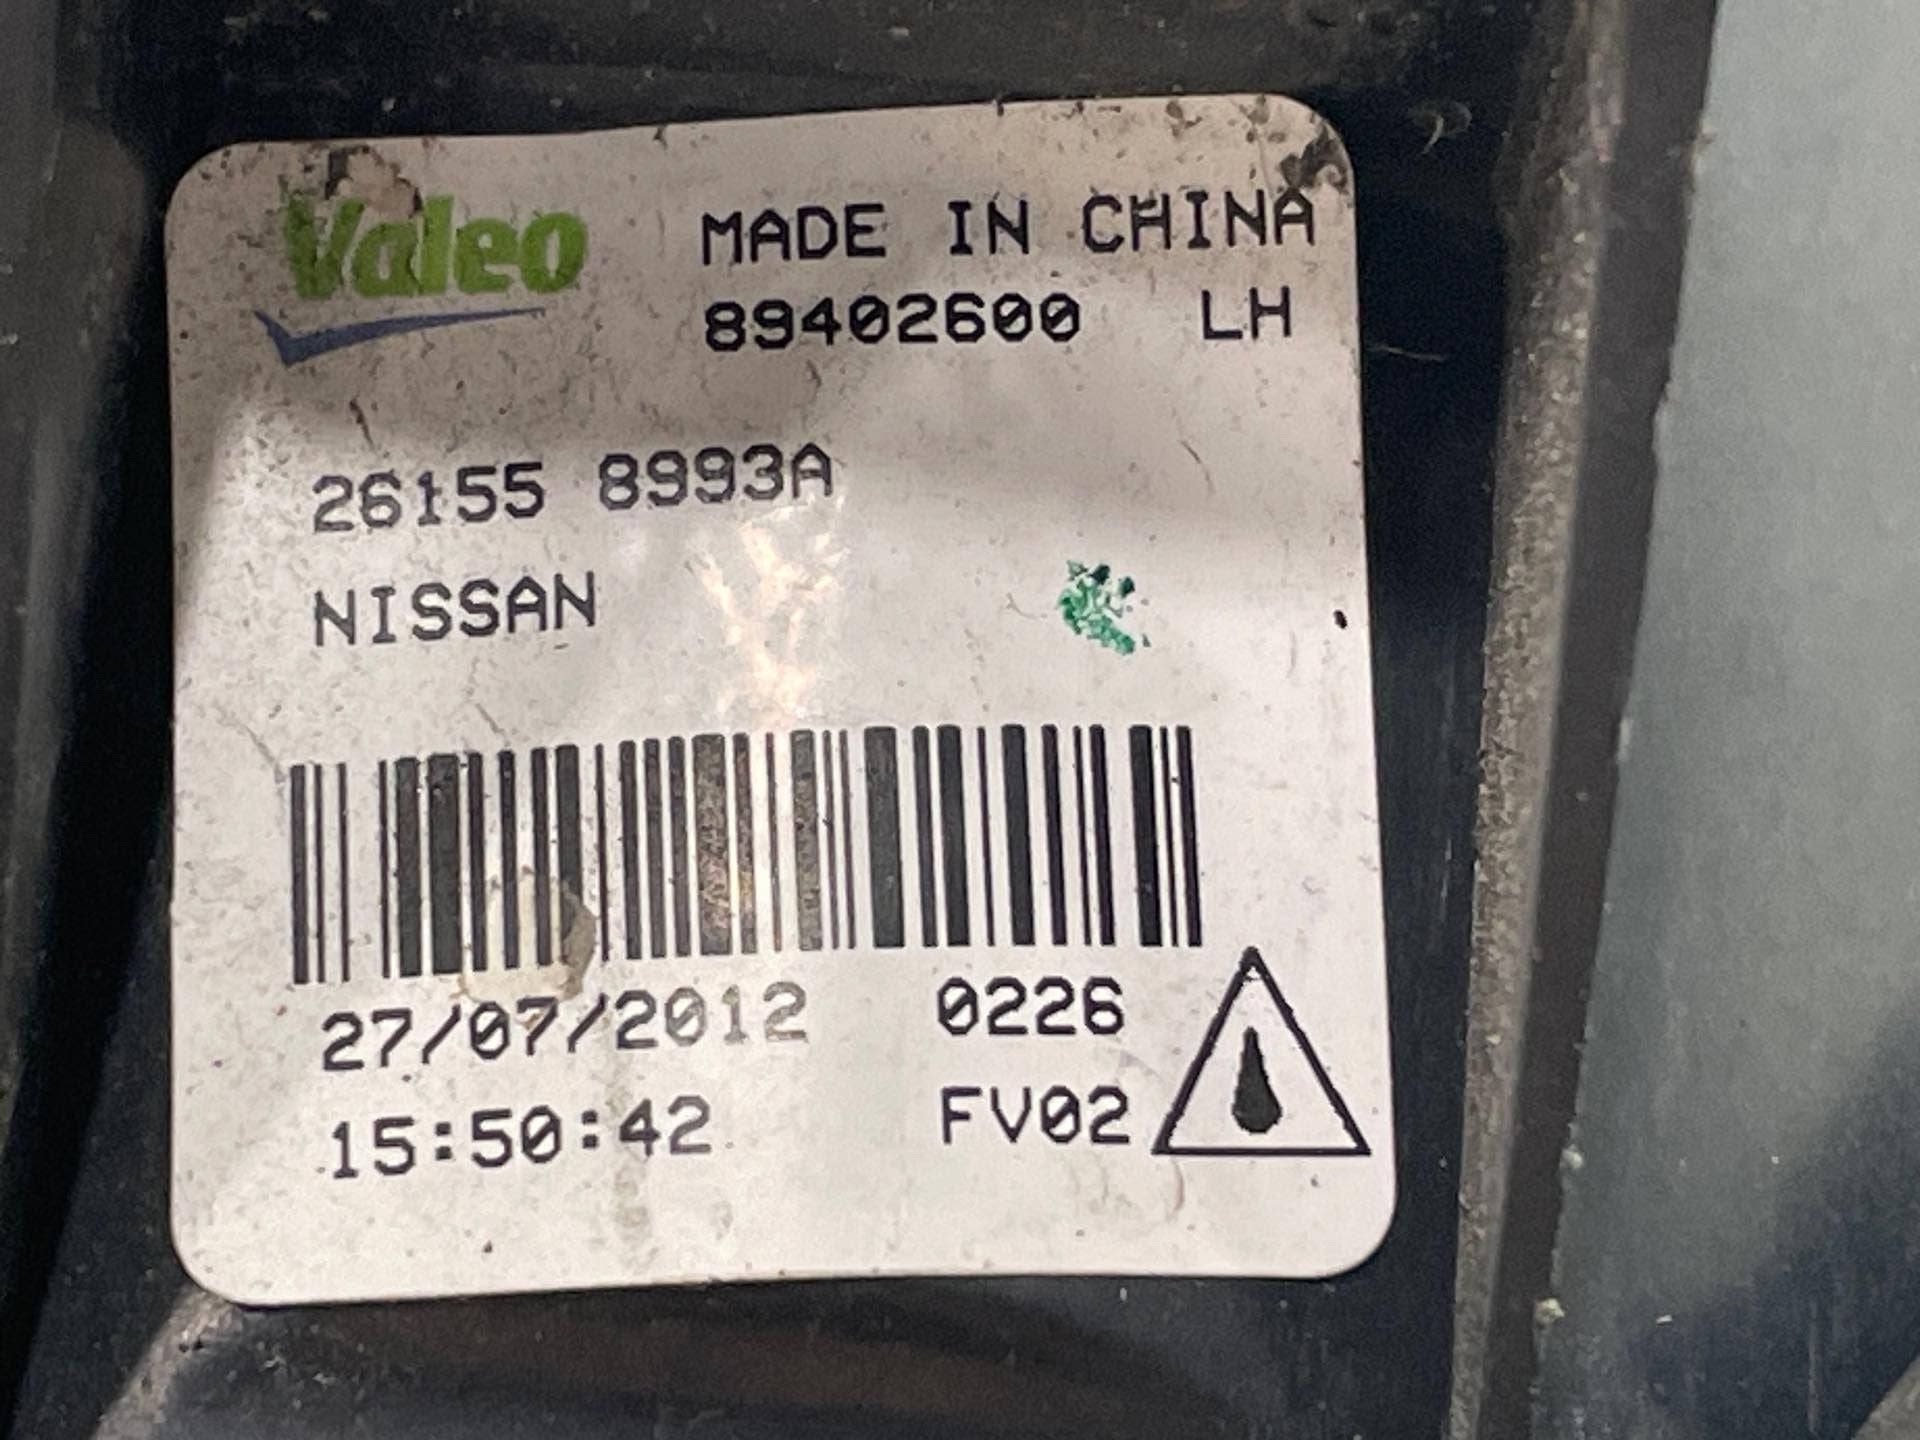 Valeo MADE IN CHINA
89402600 LH
26155 8993A
NISSAN
27/07/2012 0226
15:50:42 FV02